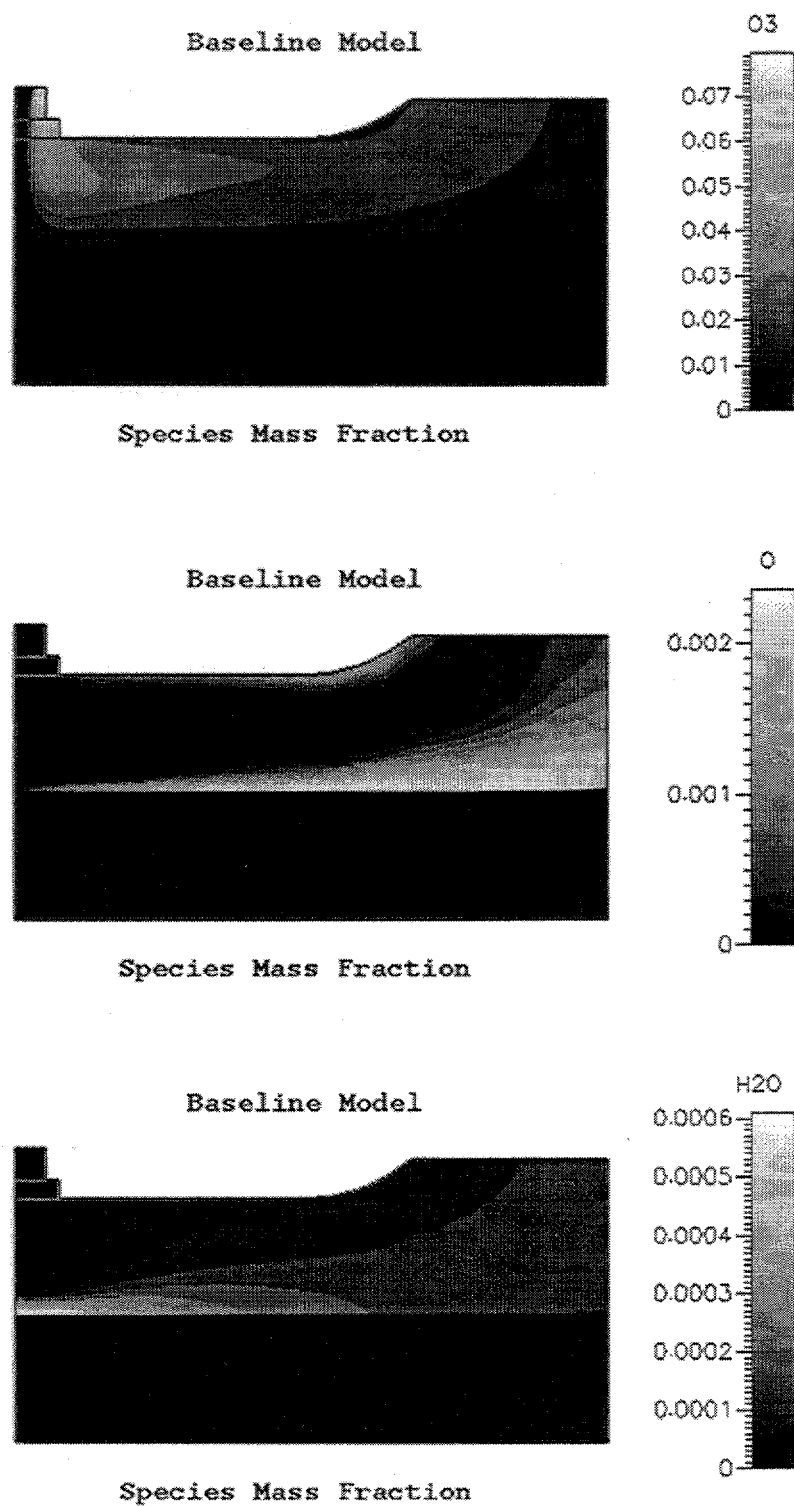 O3
Baseline Model
0.07
0.06
0.05
0.04
0.03
0.02
0.01
0
Species Mass Fraction
O
Baseline Model
0.002
0.001
0
Species Mass Fraction
H2O
Baseline Model
0.0006
0.0005
0.0004
0.0003
0.0002
0.0001
0
Species Mass Fraction